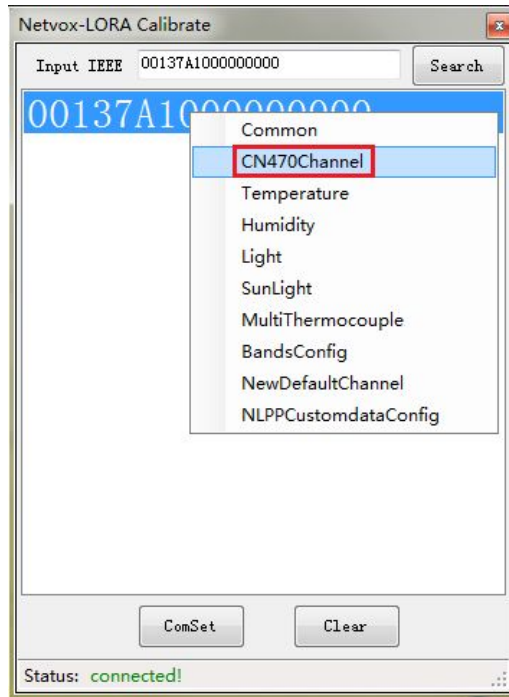 Netvox-LORA Calibrate
Input IEEE 00137A1000000000 Search
00137A1000000000
Common
CN470Channel
Temperature
Humidity
Light
SunLight
MultiThermocouple
BandsConfig
NewDefaultChannel
NLPPCustomdataConfig
ComSet Clear
Status: connected!